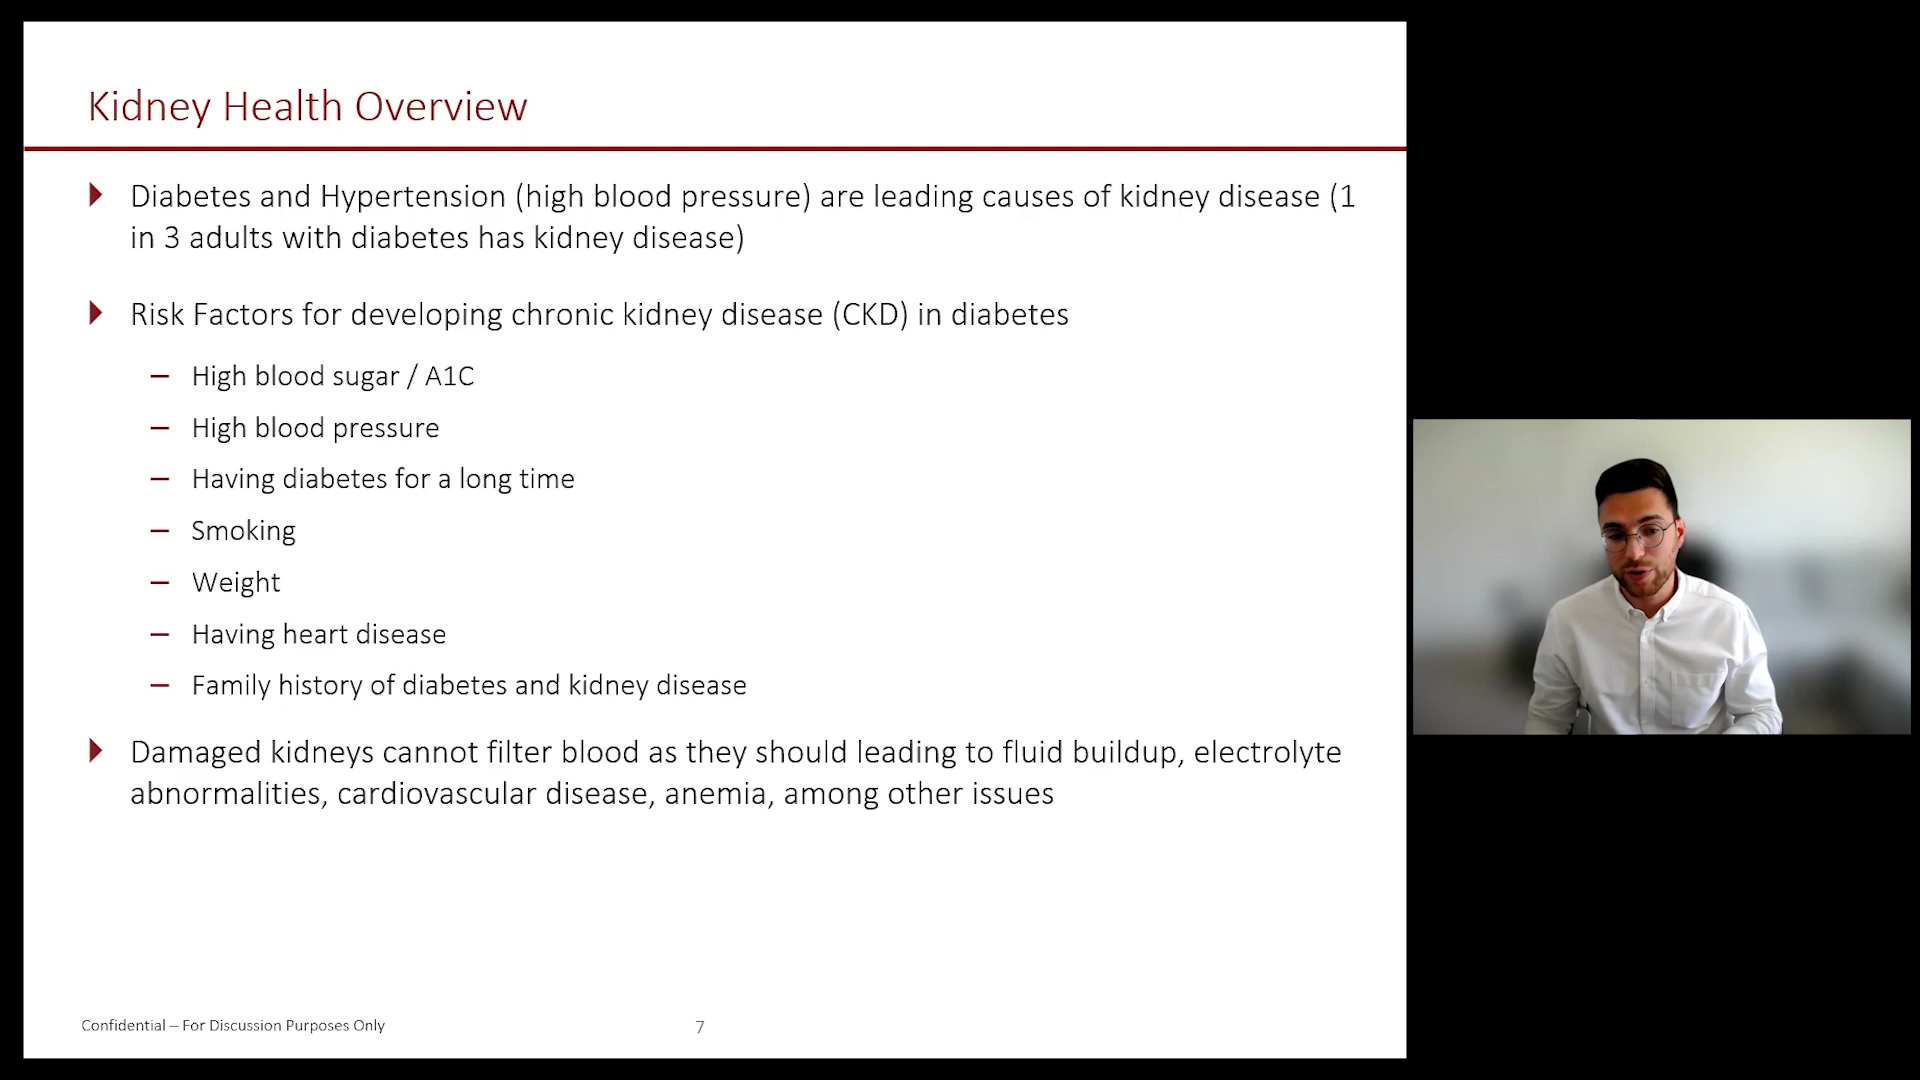 Kidney Health Overview
Diabetes and Hypertension (high blood pressure) are leading causes of kidney disease (1
in 3 adults with diabetes has kidney disease)
Risk Factors for developing chronic kidney disease (CKD) in diabetes
– High blood sugar / A1C
– High blood pressure
– Having diabetes for a long time
– Smoking
– Weight
– Having heart disease
– Family history of diabetes and kidney disease
Damaged kidneys cannot filter blood as they should leading to fluid buildup, electrolyte
abnormalities, cardiovascular disease, anemia, among other issues
Confidential – For Discussion Purposes Only
7